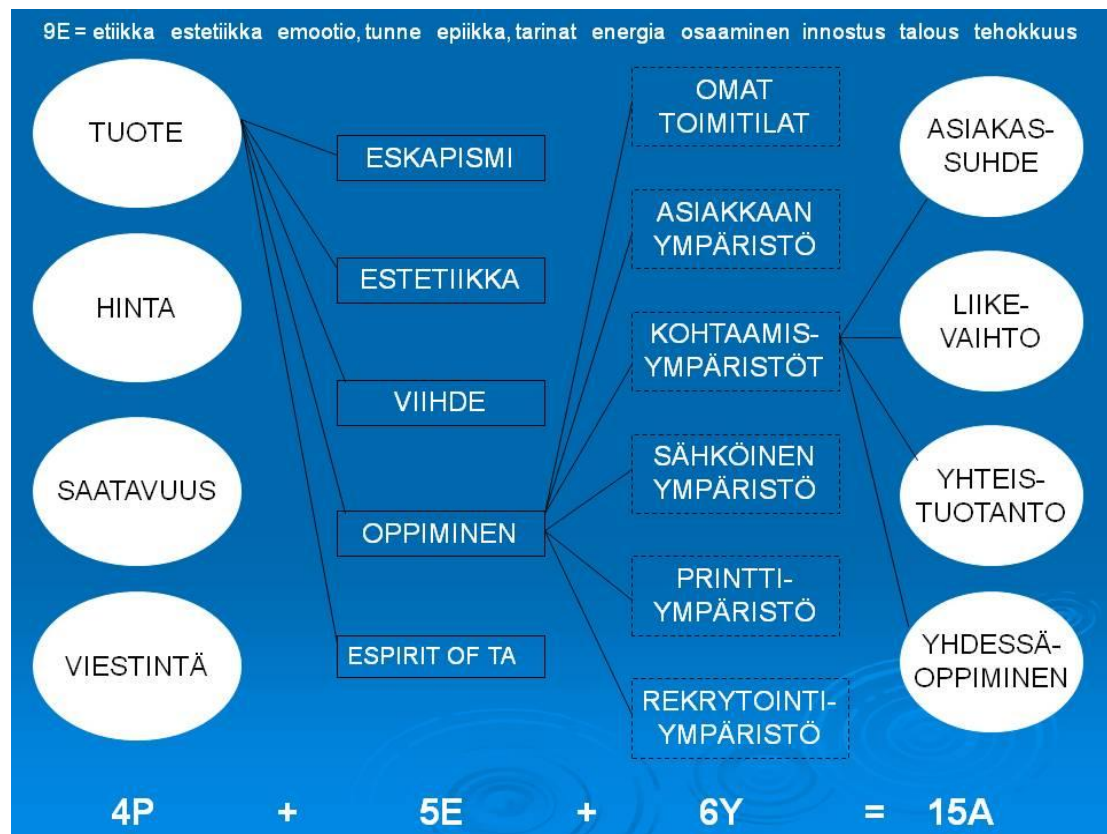 9E = etiikka estetiikka emootio, tunne epiikka, tarinat energia osaaminen innostus talous tehokkuus
TUOTE
HINTA
SAATAVUUS
VIESTINTÄ
ESKAPISMI
ESTETIIKKA
VIIHDE
OPPIMINEN
ESPIRIT OF TA
OMAT
TOIMITILAT
ASIAKKAAN
YMPÄRISTÖ
KOHTAAMIS-
YMPÄRISTÖT
SÄHKÖINEN
YMPÄRISTÖ
PRINTTI-
YMPÄRISTÖ
REKRYTOINTI-
YMPÄRISTÖ
ASIAKAS-
SUHDE
LIIKE-
VAIHTO
YHTEIS-
TUOTANTO
YHDESSÄ-
OPPIMINEN
4P + 5E + 6Y = 15A